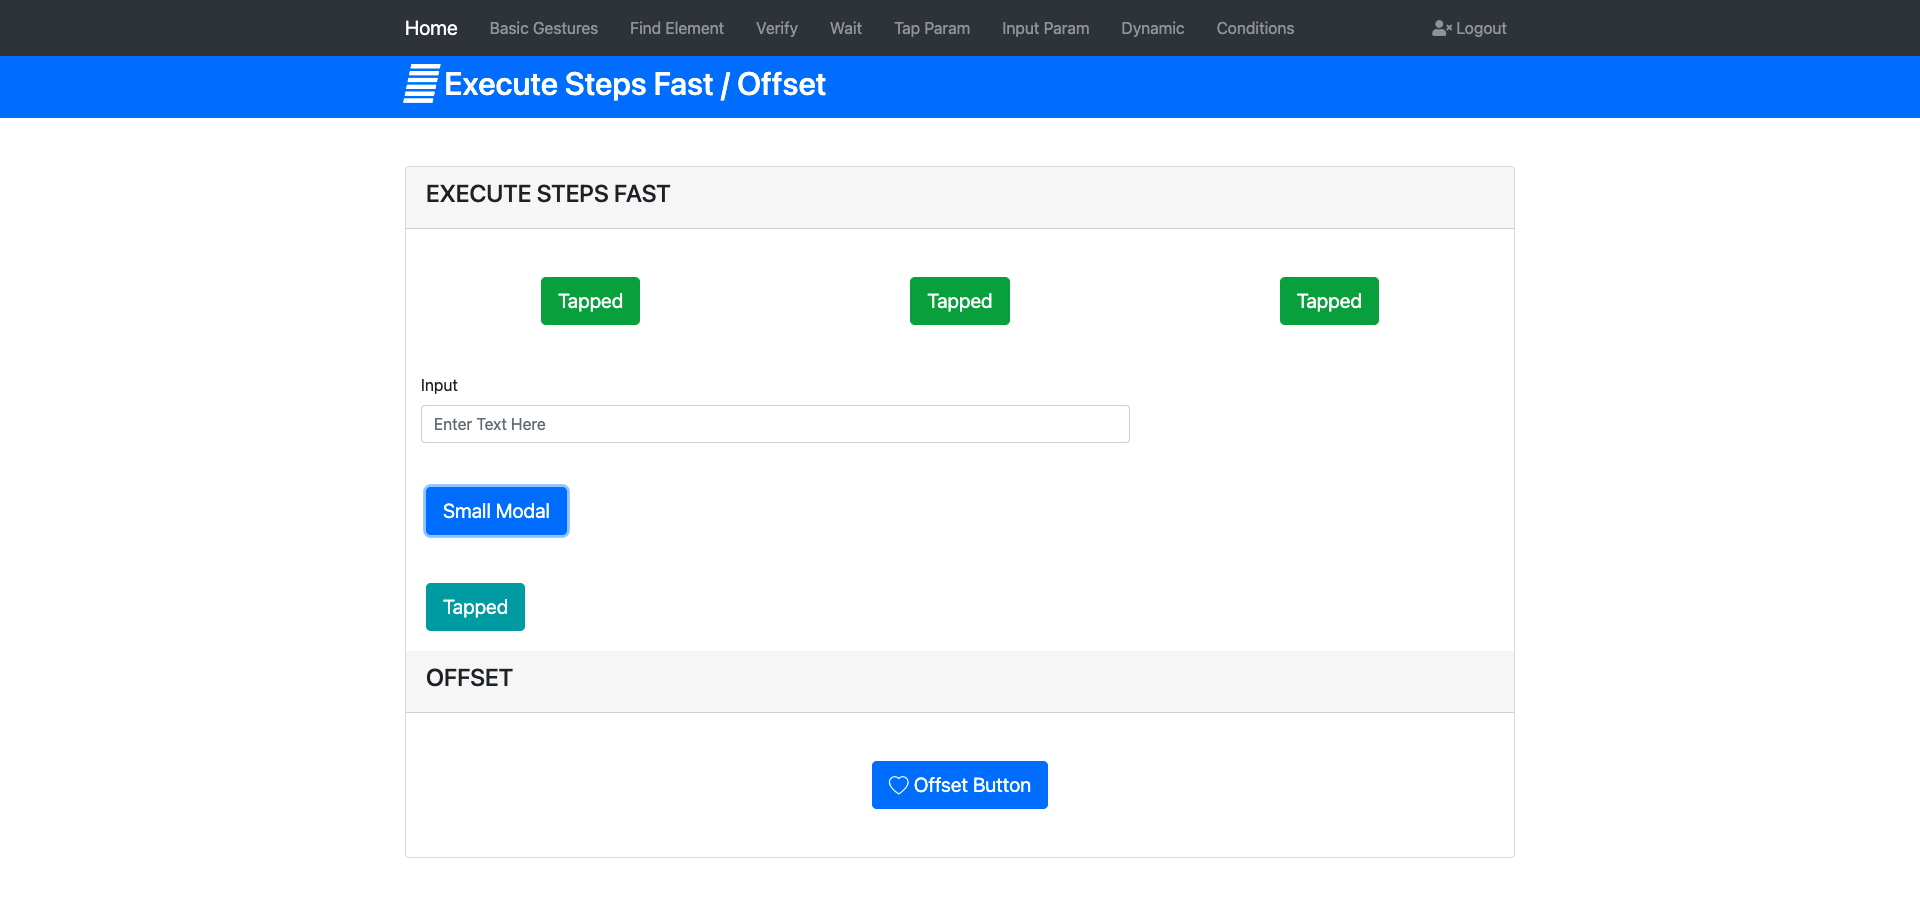 Home Basic Gestures Find Element Verify Wait Tap Param Input Param Dynamic Conditions Logout
Execute Steps Fast / Offset
EXECUTE STEPS FAST
Tapped Tapped Tapped
Input
Enter Text Here
Small Modal
Tapped
OFFSET
Offset Button